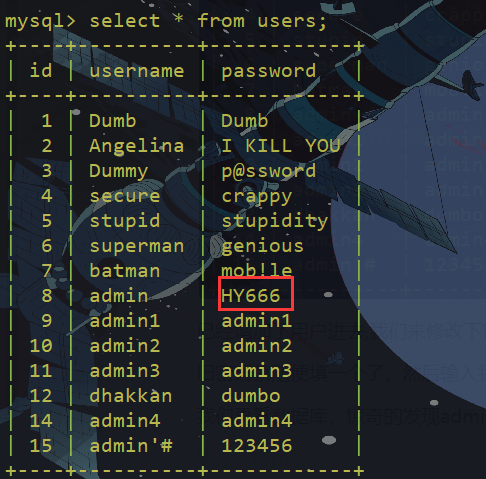 mysql> select * from users;
+----+----------+------------+
| id | username | password   |
+----+----------+------------+
|  1 | Dumb     | Dumb       |
|  2 | Angelina | I KILL YOU |
|  3 | Dummy    | p@ssword   |
|  4 | secure   | crappy     |
|  5 | stupid   | stupidity  |
|  6 | superman | genious    |
|  7 | batman   | mob!le     |
|  8 | admin    | HY666      |
|  9 | admin1   | admin1     |
| 10 | admin2   | admin2     |
| 11 | admin3   | admin3     |
| 12 | dhakkan  | dumbo      |
| 14 | admin4   | admin4     |
| 15 | admin'#  | 123456     |
+----+----------+------------+